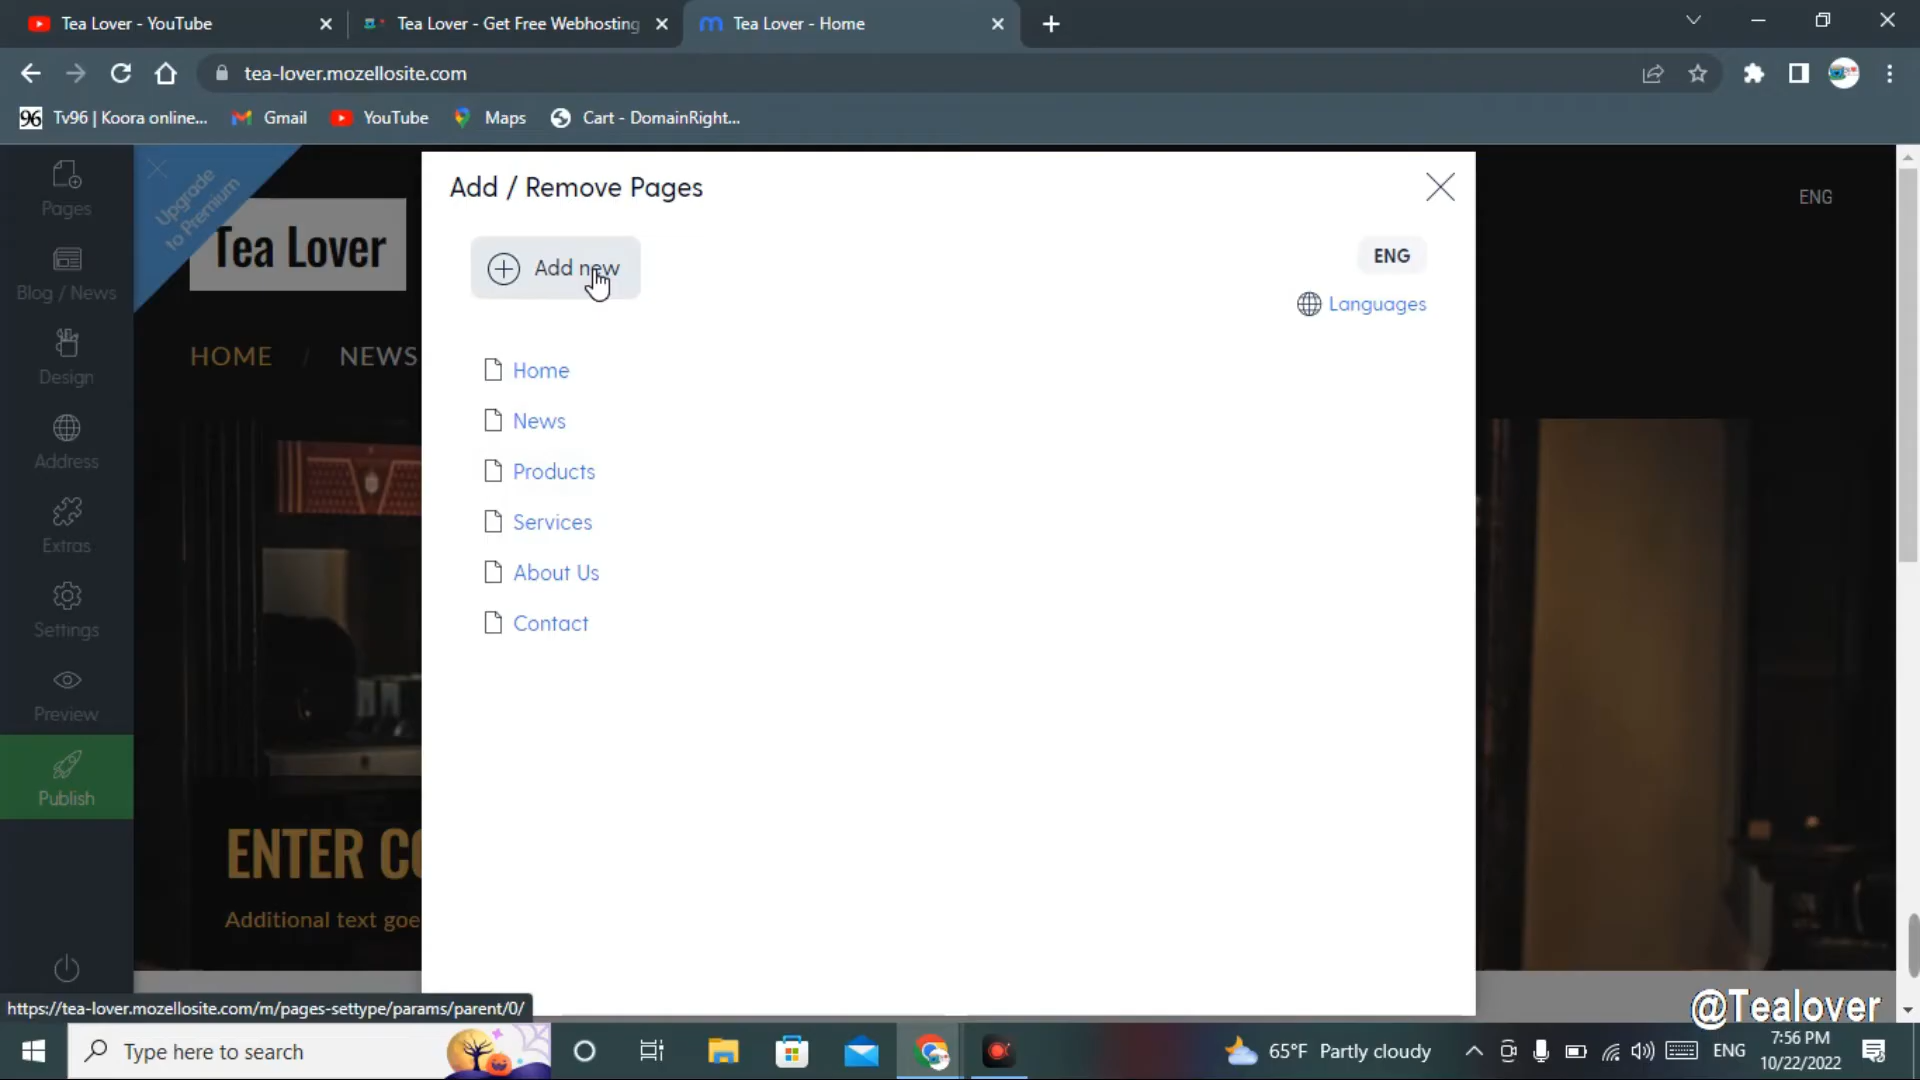 Tea Lover - YouTube
Tea Lover - Get Free Webhosting
Tea Lover - Home
tea-lover.mozellosite.com
96
Tv96 | Koora online...
Gmail
YouTube
Maps
Cart - DomainRight...
Pages
Blog / News
Design
Address
Extras
Settings
Preview
Publish
Upgrade
to Premium
Tea Lover
HOME / NEWS
ENTER CO
Additional text goe
ENG
Add / Remove Pages
Add new
ENG
Languages
Home
News
Products
Services
About Us
Contact
https://tea-lover.mozellosite.com/m/pages-settype/params/parent/0/
@Tealover
Type here to search
65°F Partly cloudy
ENG
7:56 PM
10/22/2022